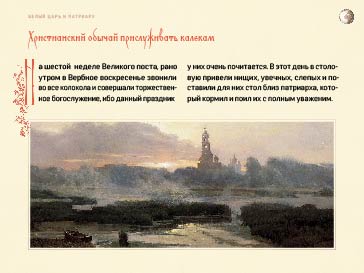 БЕЛЫЙ ЦАРЬ И ПАТРИАРХ
Христианский обычай прислуживать калекам
На шестой неделе Великого поста, рано
утром в Вербное воскресенье звонили
во все колокола и совершали торжествен-
ное богослужение, ибо данный праздник
у них очень почитается. В этот день в столо-
вую привели нищих, увечных, слепых и по-
ставили для них стол близ патриарха, кото-
рый кормил и поил их с полным уважением.